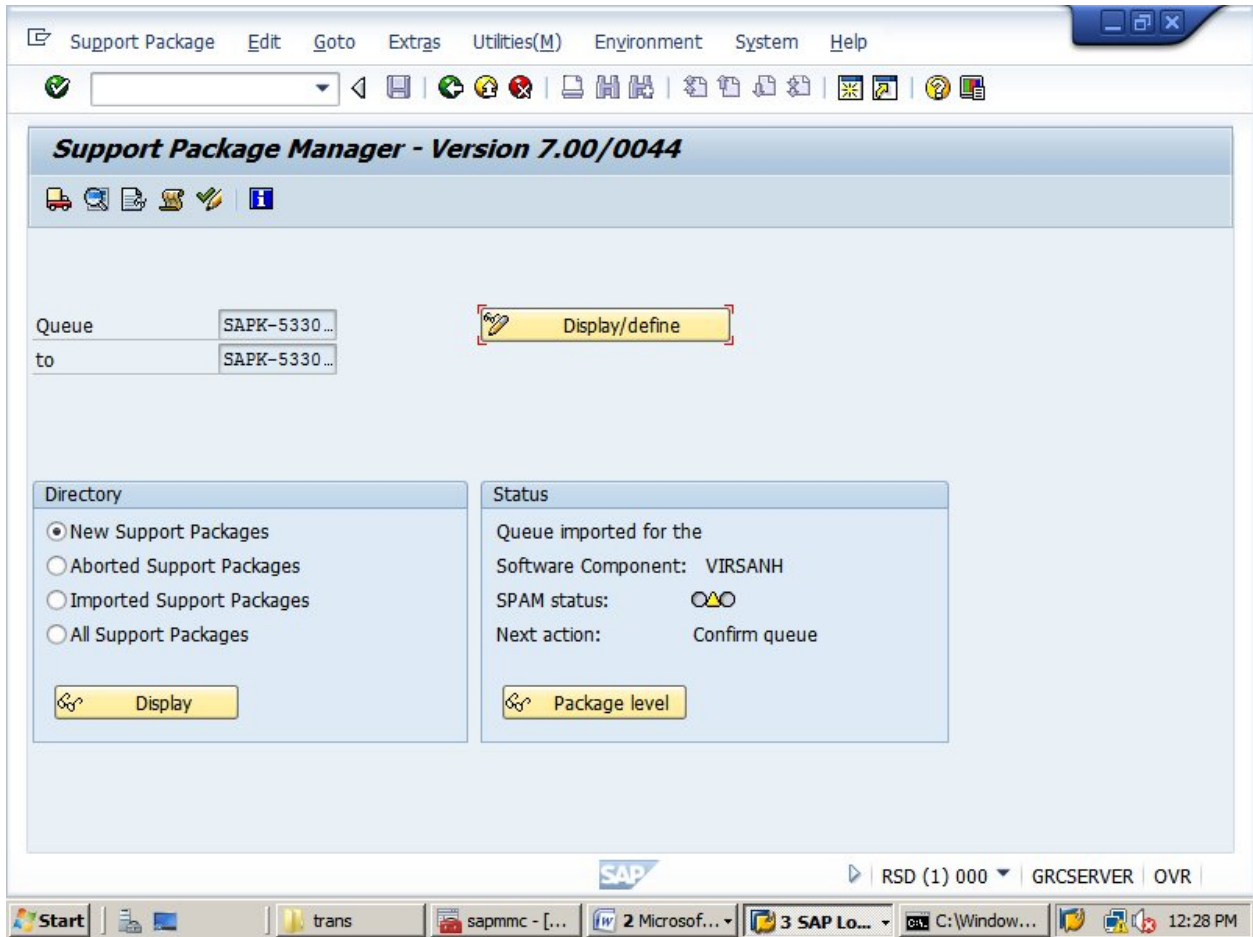 Support Package Edit Goto Extras Utilities(M) Environment System Help
Support Package Manager - Version 7.00/0044
Queue SAPK-5330… Display/define
to SAPK-5330…
Directory
New Support Packages
Aborted Support Packages
Imported Support Packages
All Support Packages
Display
Status
Queue imported for the
Software Component: VIRSANH
SPAM status:
Next action: Confirm queue
Package level
SAP RSD (1) 000 GRCSERVER OVR
Start trans sapmmc - [... 2 Microsof... 3 SAP Lo... C:\Window... 12:28 PM